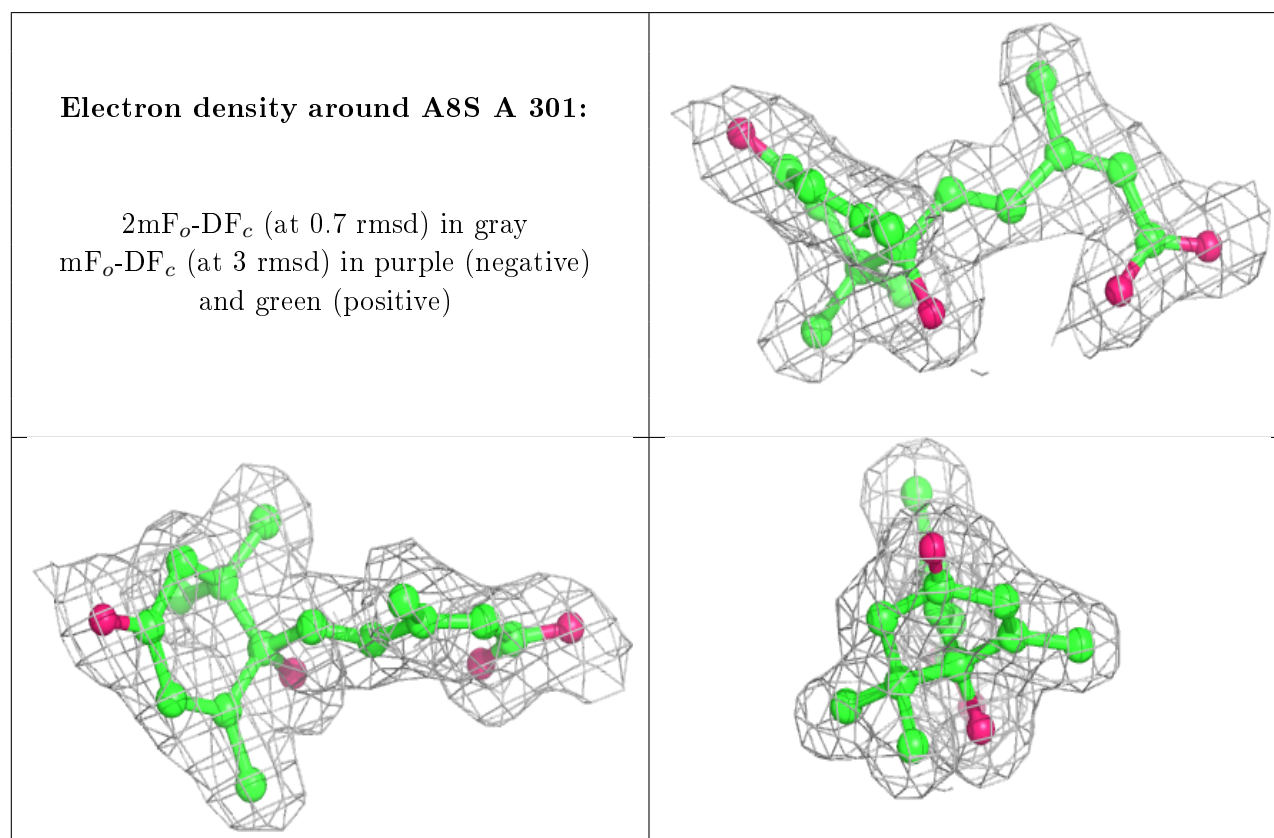 Electron density around A8S A 301:
2mFₒ-DF𝒸 (at 0.7 rmsd) in gray
mFₒ-DF𝒸 (at 3 rmsd) in purple (negative)
and green (positive)